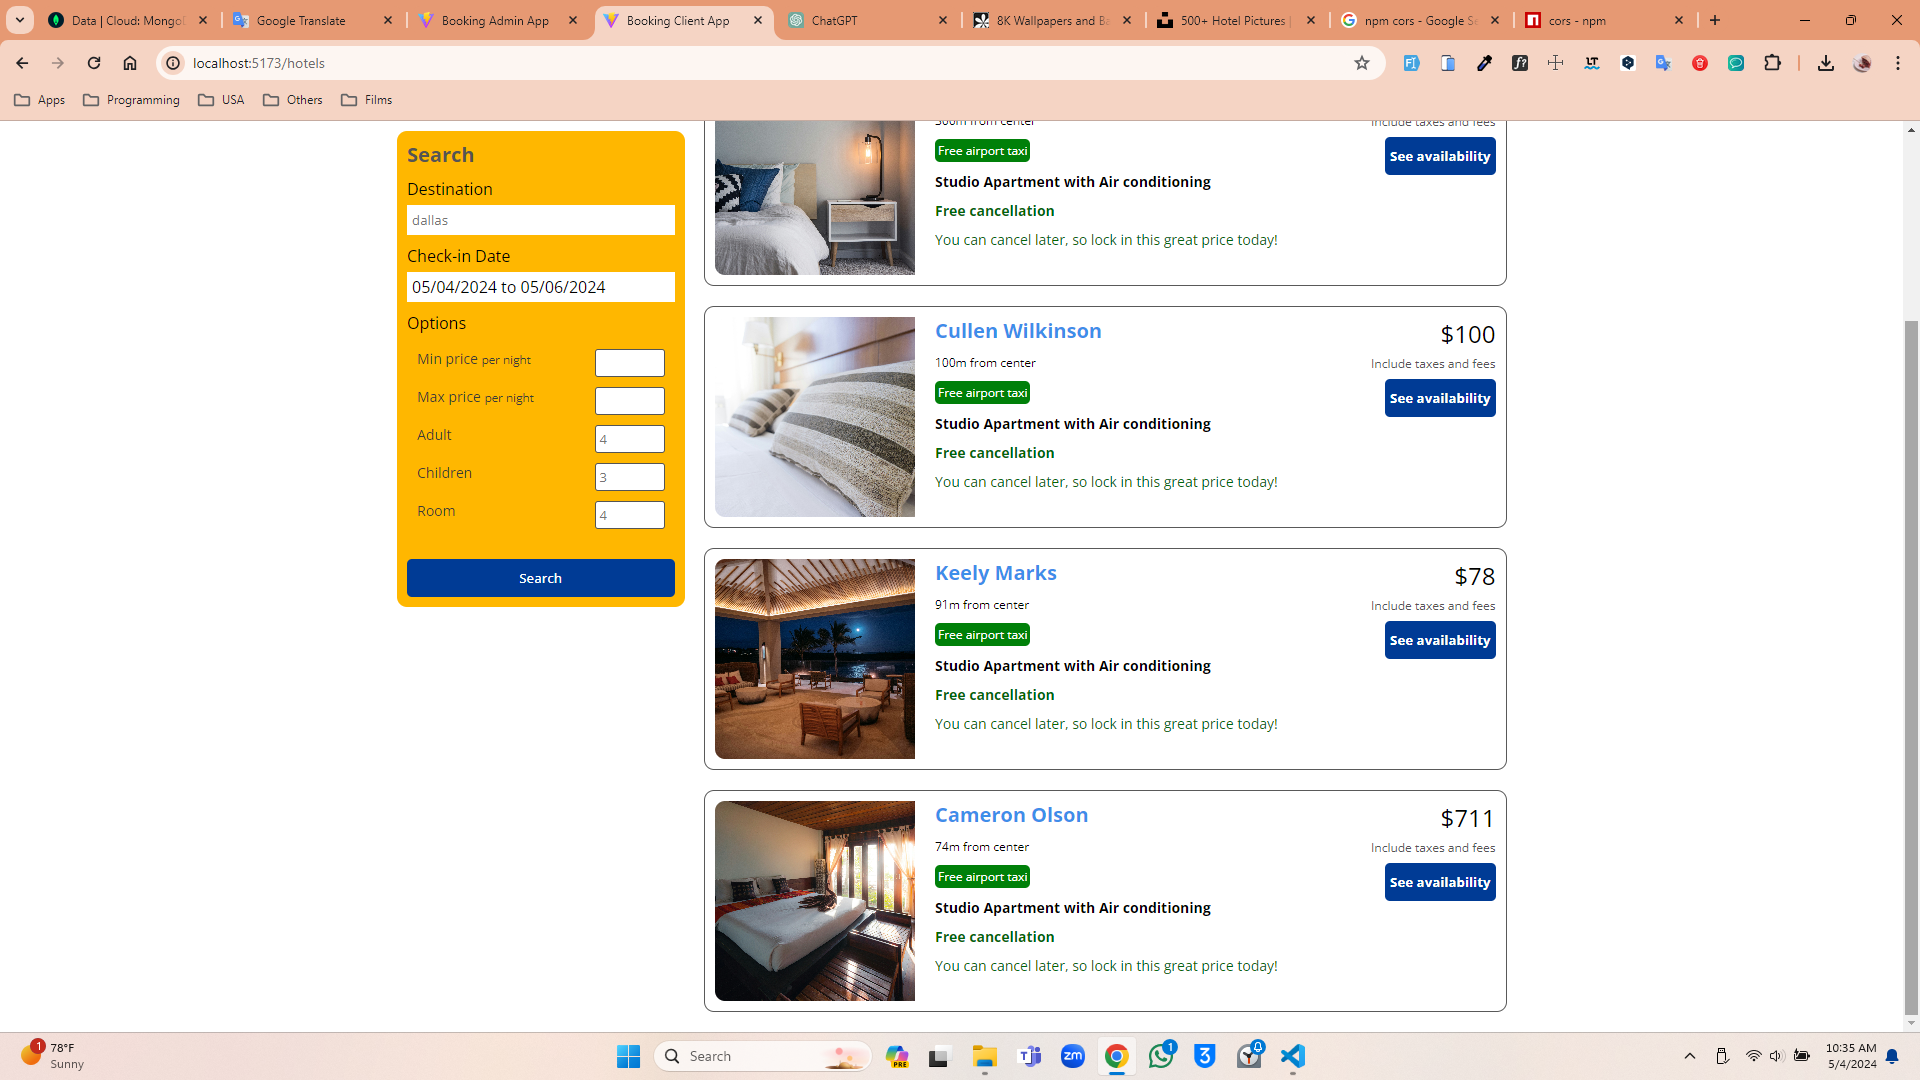 Data | Cloud: Mongo
Google Translate
Booking Admin App
Booking Client App
ChatGPT
8K Wallpapers and Ba
500+ Hotel Pictures |
npm cors - Google Se
cors - npm
localhost:5173/hotels
Apps
Programming
USA
Others
Films
Search
Destination
dallas
Check-in Date
05/04/2024 to 05/06/2024
Options
Min price per night
Max price per night
Adult
4
Children
3
Room
4
Search
300m from center
Include taxes and fees
Free airport taxi
See availability
Studio Apartment with Air conditioning
Free cancellation
You can cancel later, so lock in this great price today!
Cullen Wilkinson
$100
100m from center
Include taxes and fees
Free airport taxi
See availability
Studio Apartment with Air conditioning
Free cancellation
You can cancel later, so lock in this great price today!
Keely Marks
$78
91m from center
Include taxes and fees
Free airport taxi
See availability
Studio Apartment with Air conditioning
Free cancellation
You can cancel later, so lock in this great price today!
Cameron Olson
$711
74m from center
Include taxes and fees
Free airport taxi
See availability
Studio Apartment with Air conditioning
Free cancellation
You can cancel later, so lock in this great price today!
1
78°F
Sunny
Search
PRE
zm
1
10:35 AM
5/4/2024